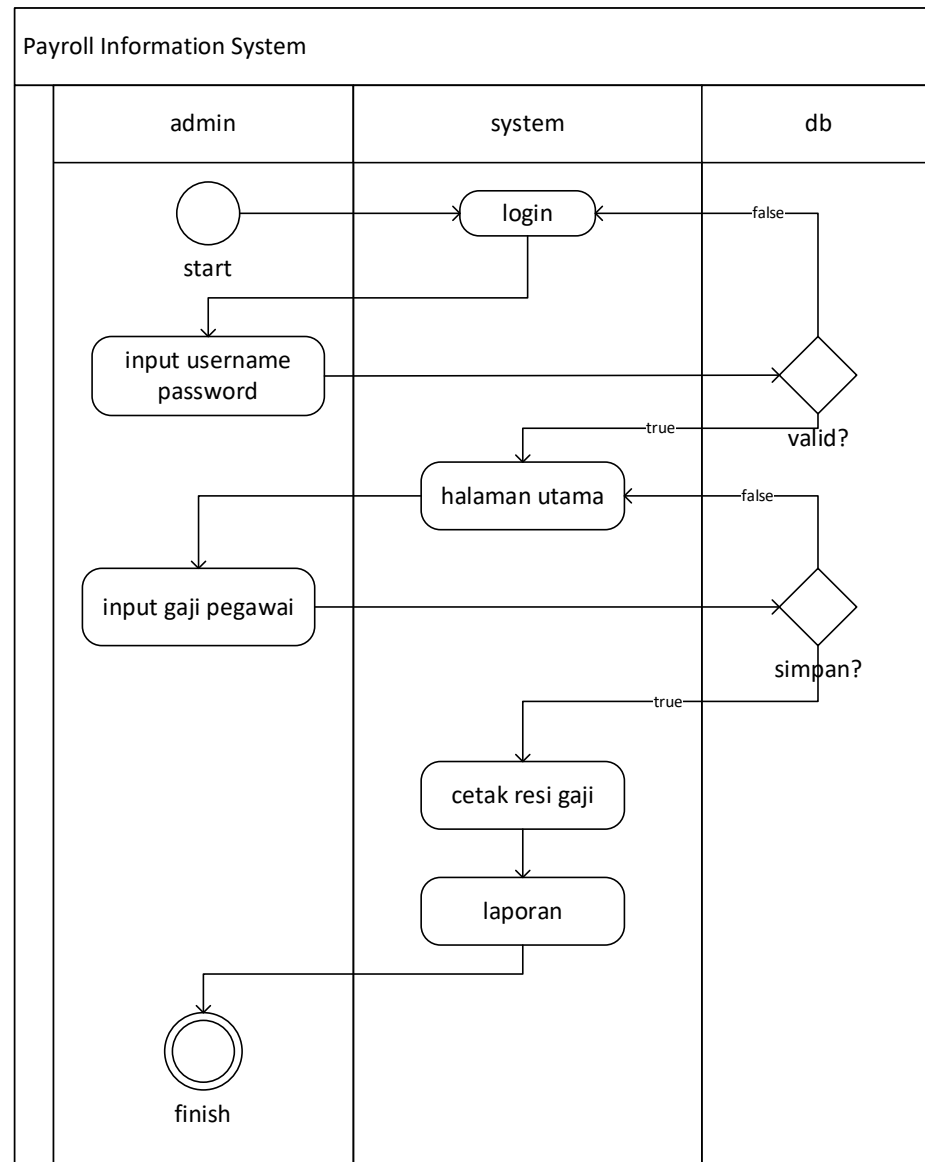 Payroll Information System
admin
system
db
login
false
start
input username
password
true
valid?
halaman utama
false
input gaji pegawai
simpan?
true
cetak resi gaji
laporan
finish